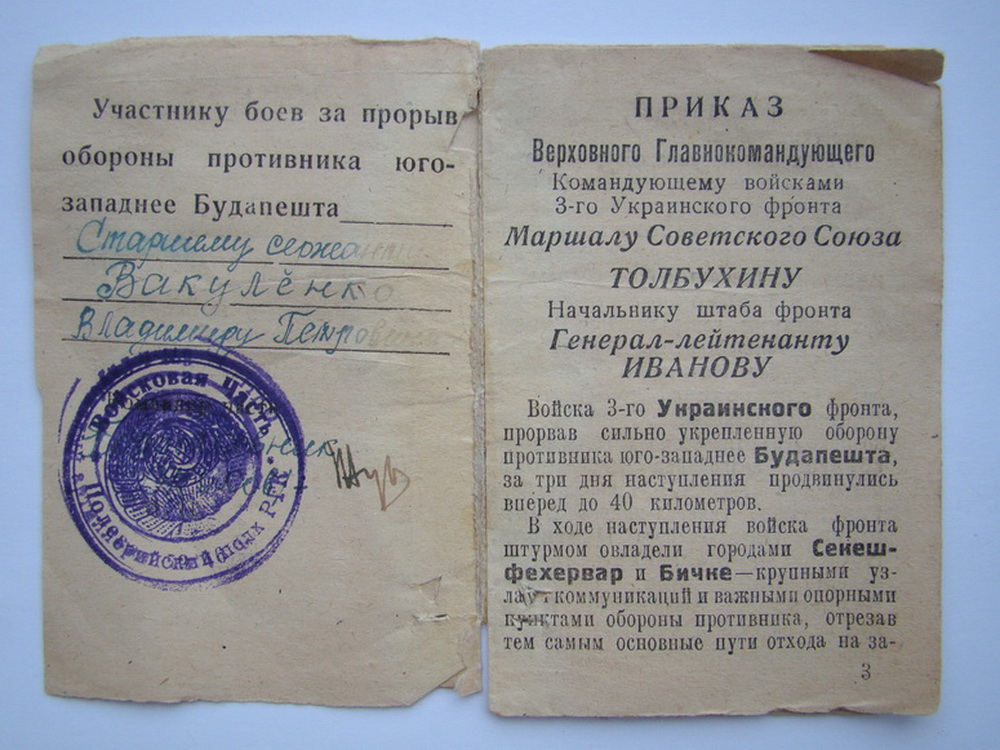 Участнику боев за прорыв
обороны противника юго-
западнее Будапешта
Старшему сержанту
Вакулёнко
Владимиру Петровичу
Войсковая часть
полк РГК
ПРИКАЗ
Верховного Главнокомандующего
Командующему войсками
3-го Украинского фронта
Маршалу Советского Союза
ТОЛБУХИНУ
Начальнику штаба фронта
Генерал-лейтенанту
ИВАНОВУ
Войска 3-го Украинского фронта,
прорвав сильно укрепленную оборону
противника юго-западнее Будапешта,
за три дня наступления продвинулись
вперед до 40 километров.
В ходе наступления войска фронта
штурмом овладели городами Секеш-
фехервар и Бичке—крупными уз-
лами коммуникаций и важными опорными
пунктами обороны противника, отрезав
тем самым основные пути отхода на за-
3